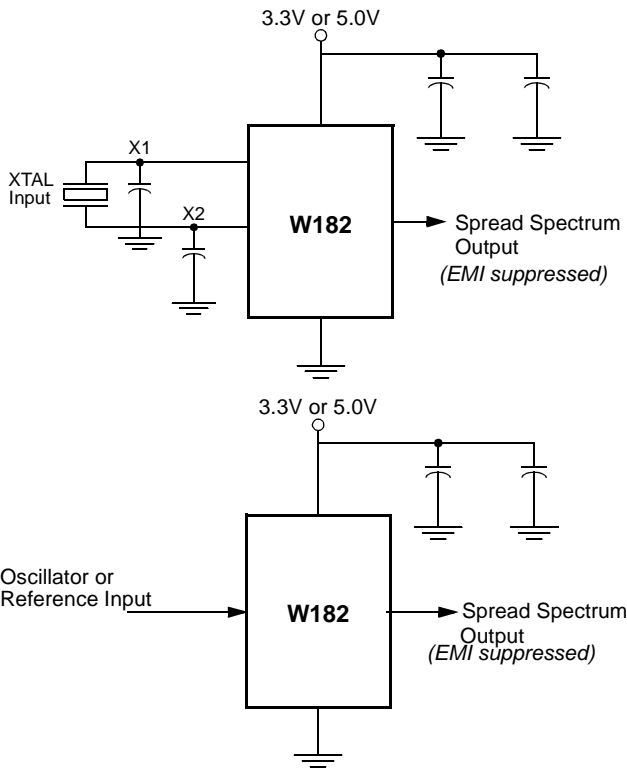 3.3V or 5.0V
X1
XTAL
Input
X2
W182
Spread Spectrum
Output
(EMI suppressed)
3.3V or 5.0V
Oscillator or
Reference Input
W182
Spread Spectrum
Output
(EMI suppressed)